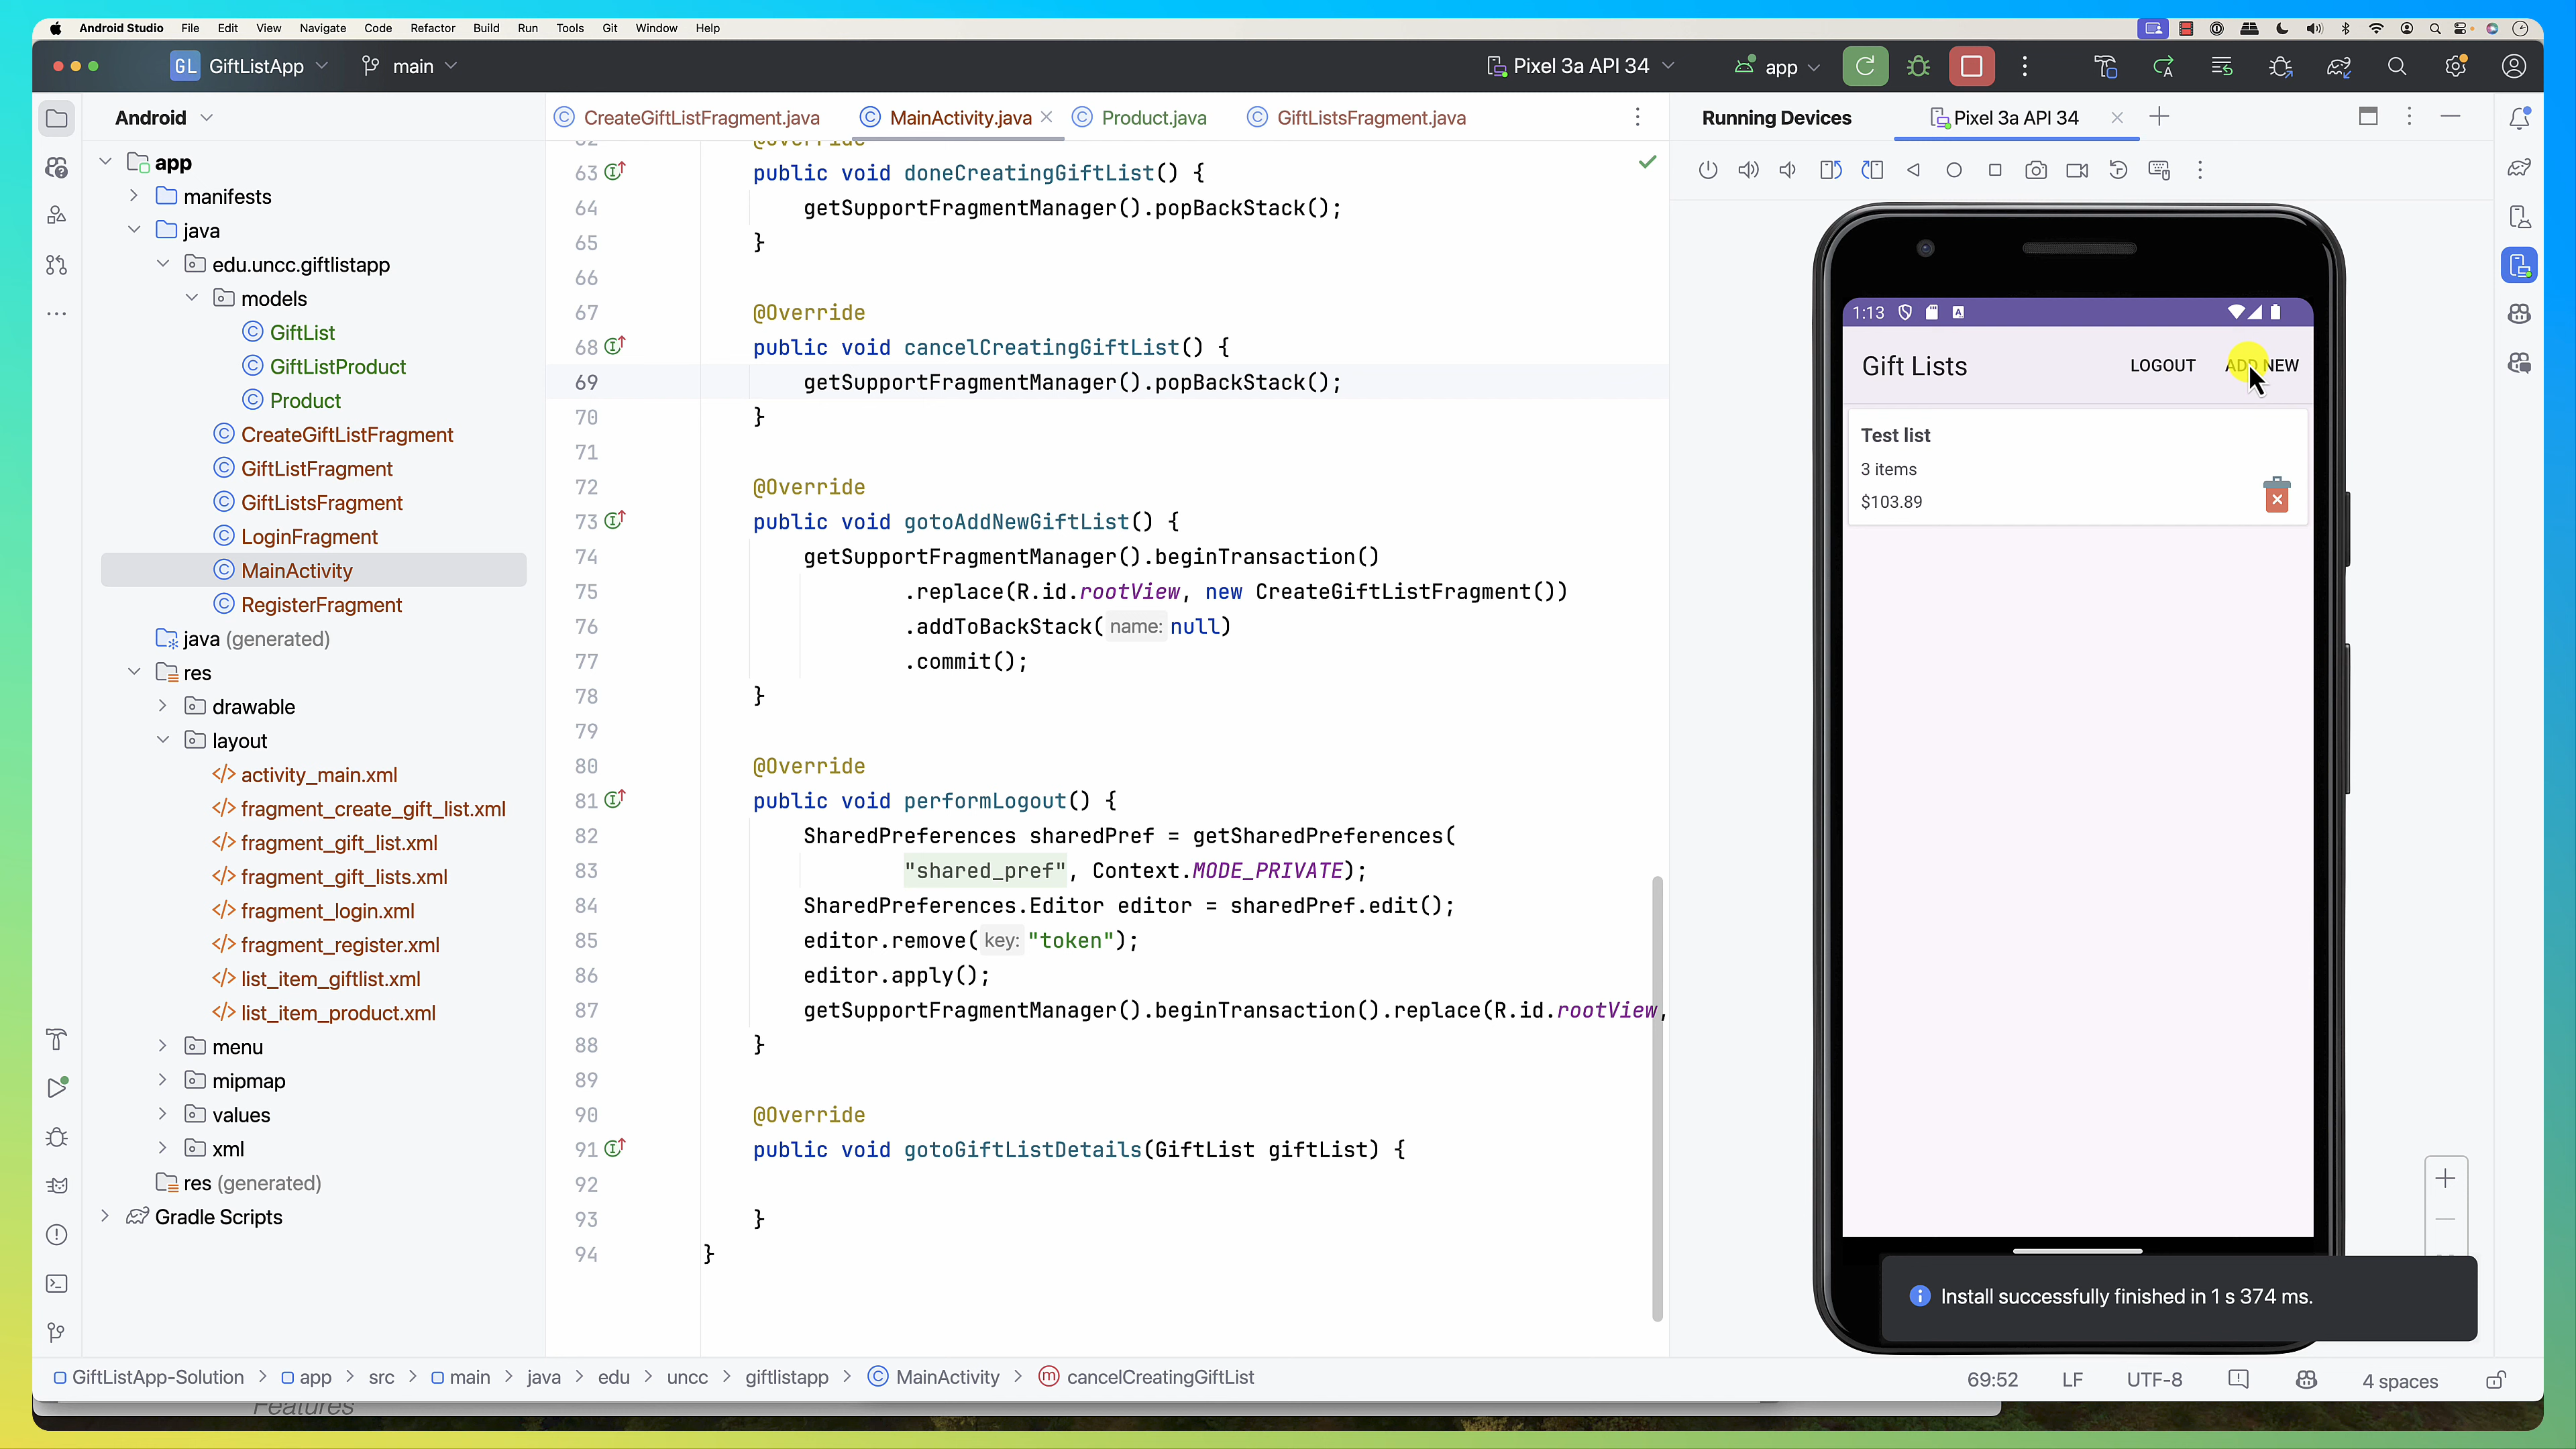 Android Studio File Edit View Navigate Code Refactor Build Run Tools Git Window Help
GL GiftListApp main Pixel 3a API 34 app
Android
CreateGiftListFragment.java MainActivity.java Product.java GiftListsFragment.java
Running Devices Pixel 3a API 34
app
manifests
java
edu.uncc.giftlistapp
models
GiftList
GiftListProduct
Product
CreateGiftListFragment
GiftListFragment
GiftListsFragment
LoginFragment
MainActivity
RegisterFragment
java (generated)
res
drawable
layout
activity_main.xml
fragment_create_gift_list.xml
fragment_gift_list.xml
fragment_gift_lists.xml
fragment_login.xml
fragment_register.xml
list_item_giftlist.xml
list_item_product.xml
menu
mipmap
values
xml
res (generated)
Gradle Scripts
62 @Override
63 public void doneCreatingGiftList() {
64 getSupportFragmentManager().popBackStack();
65 }
66
67 @Override
68 public void cancelCreatingGiftList() {
69 getSupportFragmentManager().popBackStack();
70 }
71
72 @Override
73 public void gotoAddNewGiftList() {
74 getSupportFragmentManager().beginTransaction()
75 .replace(R.id.rootView, new CreateGiftListFragment())
76 .addToBackStack( name: null)
77 .commit();
78 }
79
80 @Override
81 public void performLogout() {
82 SharedPreferences sharedPref = getSharedPreferences(
83 "shared_pref", Context.MODE_PRIVATE);
84 SharedPreferences.Editor editor = sharedPref.edit();
85 editor.remove( key: "token");
86 editor.apply();
87 getSupportFragmentManager().beginTransaction().replace(R.id.rootView,
88 }
89
90 @Override
91 public void gotoGiftListDetails(GiftList giftList) {
92
93 }
94 }
1:13
Gift Lists LOGOUT ADD NEW
Test list
3 items
$103.89
Install successfully finished in 1 s 374 ms.
GiftListApp-Solution > app > src > main > java > edu > uncc > giftlistapp > MainActivity > cancelCreatingGiftList
69:52 LF UTF-8 4 spaces
Features